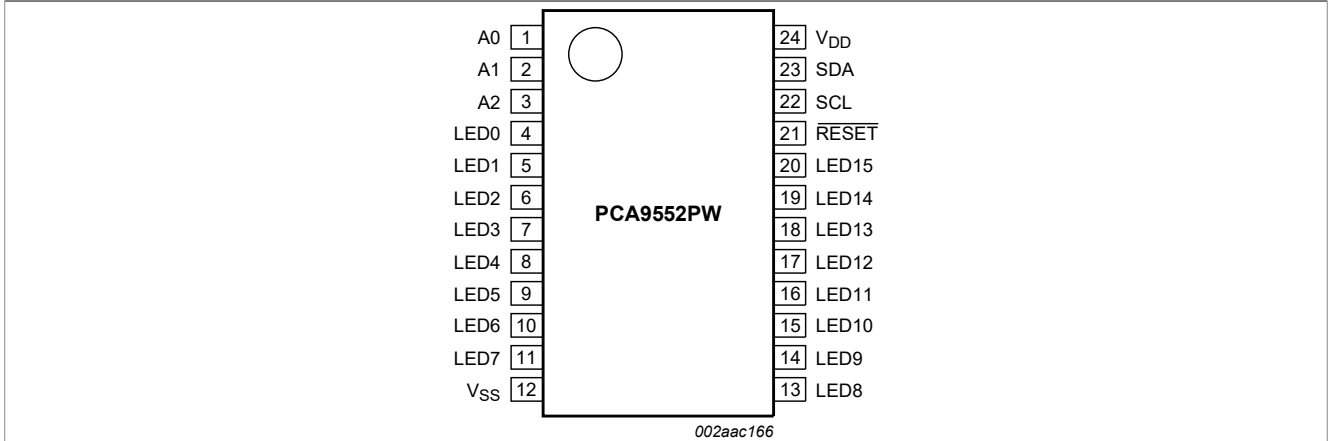 A0 1
A1 2
A2 3
LED0 4
LED1 5
LED2 6
LED3 7
LED4 8
LED5 9
LED6 10
LED7 11
VSS 12
PCA9552PW
24 VDD
23 SDA
22 SCL
21 RESET
20 LED15
19 LED14
18 LED13
17 LED12
16 LED11
15 LED10
14 LED9
13 LED8
002aac166